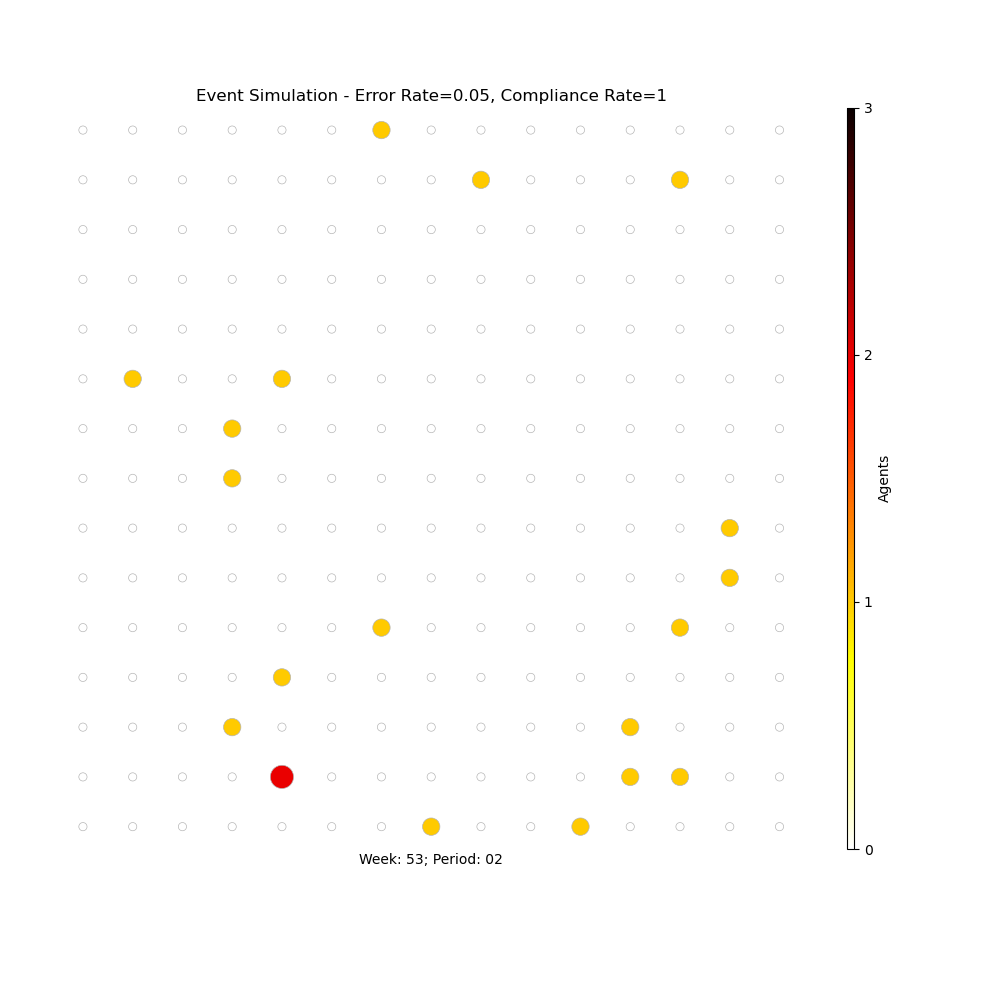 Event Simulation - Error Rate=0.05, Compliance Rate=1
3
2
1
0
Agents
Week: 53; Period: 02